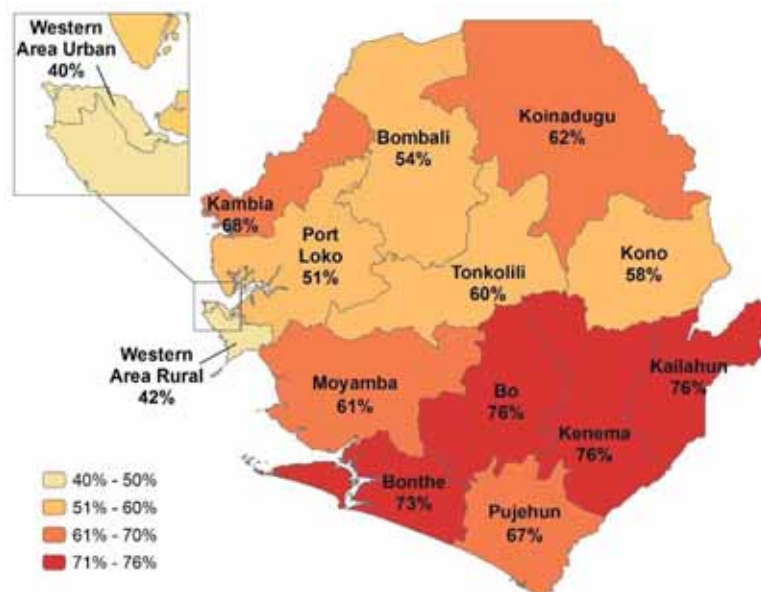 Western
Area Urban
40%
Koinadugu
62%
Bombali
54%
Kambia
68%
Port
Loko
51%
Kono
58%
Tonkolili
60%
Western
Area Rural
42%
Moyamba
61%
Bo
76%
Kailahun
76%
Kenema
76%
Bonthe
73%
Pujehun
67%
40% - 50%
51% - 60%
61% - 70%
71% - 76%